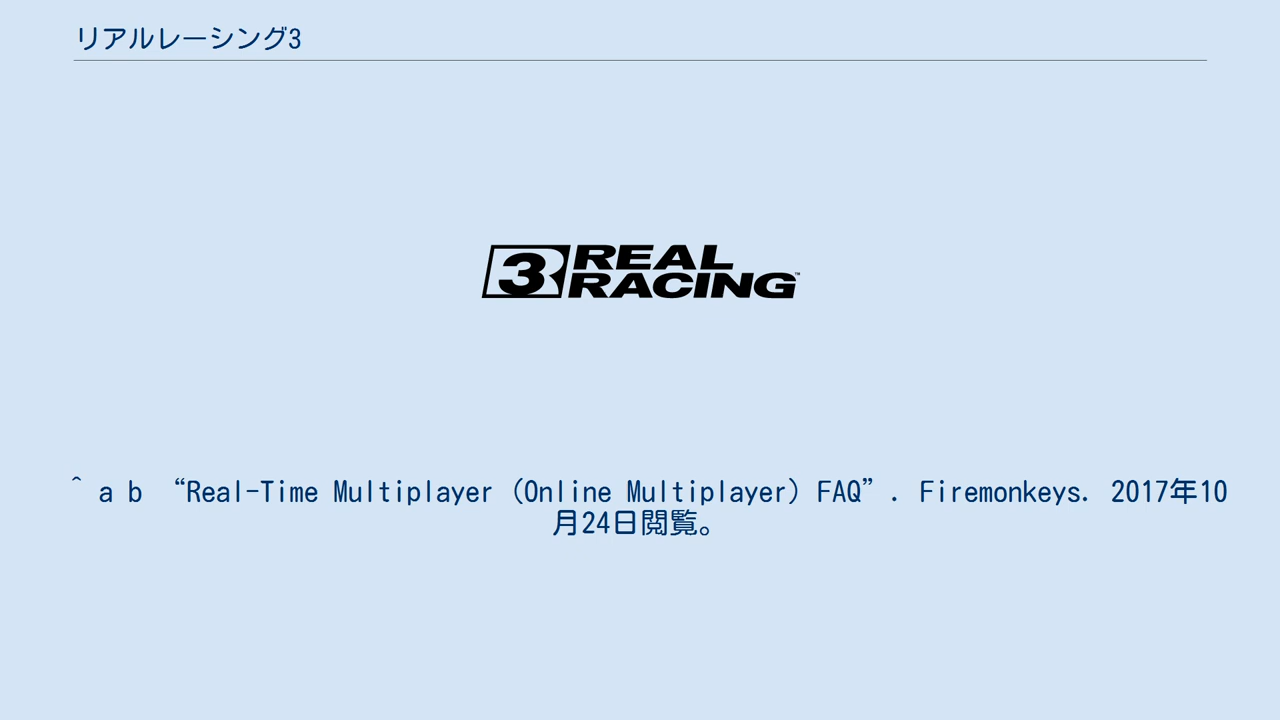 リアルレーシング3
3 REAL
RACING™
^ a b “Real-Time Multiplayer (Online Multiplayer) FAQ”. Firemonkeys. 2017年10
月24日閲覧。